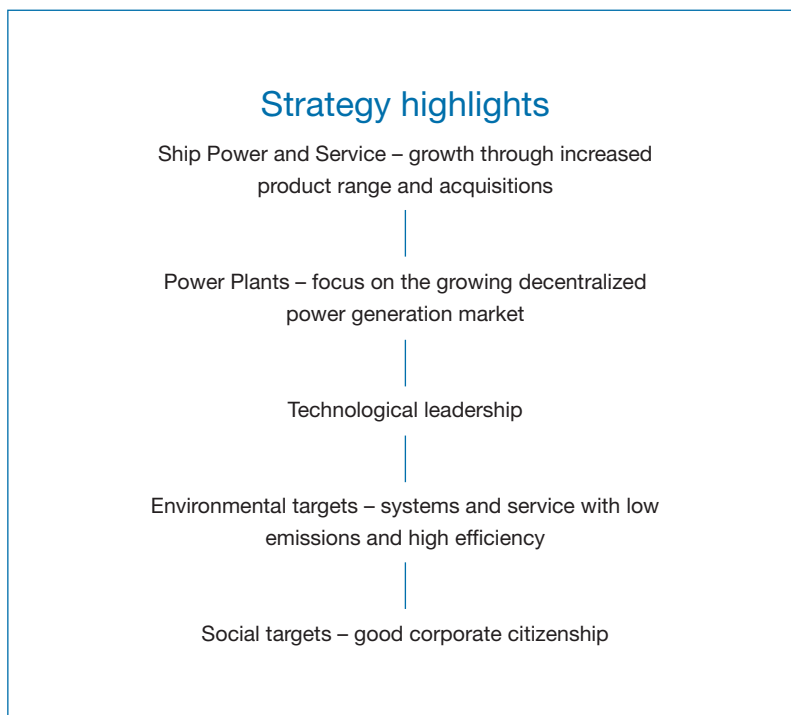 Strategy highlights
Ship Power and Service – growth through increased
product range and acquisitions
Power Plants – focus on the growing decentralized
power generation market
Technological leadership
Environmental targets – systems and service with low
emissions and high efficiency
Social targets – good corporate citizenship